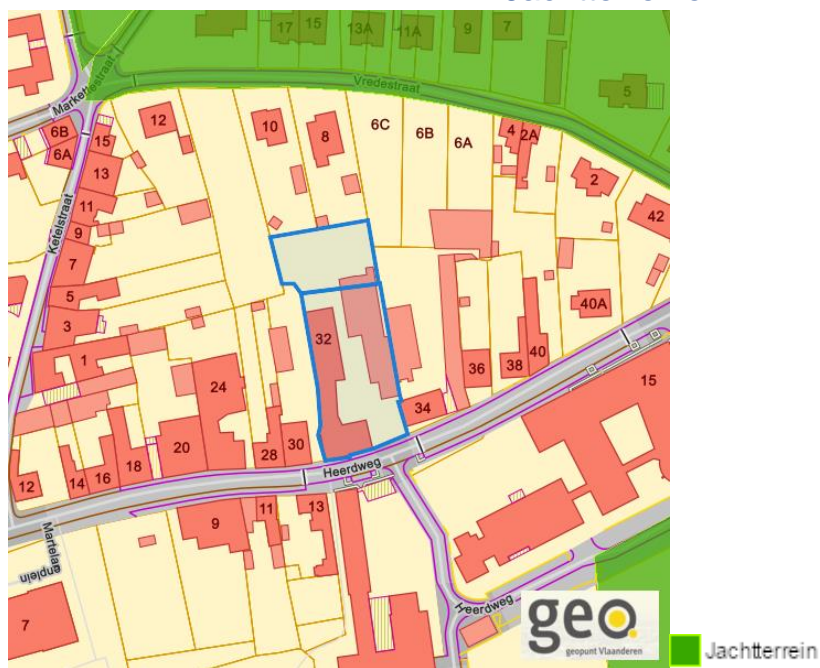 17 15 13A 11A 9 7
5
Vredestraat
Markettestraat
12 10 8 6C 6B 6A 4 2A
6B 15
6A
13
2
11
42
Ketelstraat
9
7
5
40A
3
32
1
40
36 38
24
15
34
20 30
28
18
16
14
12
Heerdweg
9 11 13
Martelaenplein
7
Heerdweg
geo
geopunt Vlaanderen
Jachtterrein